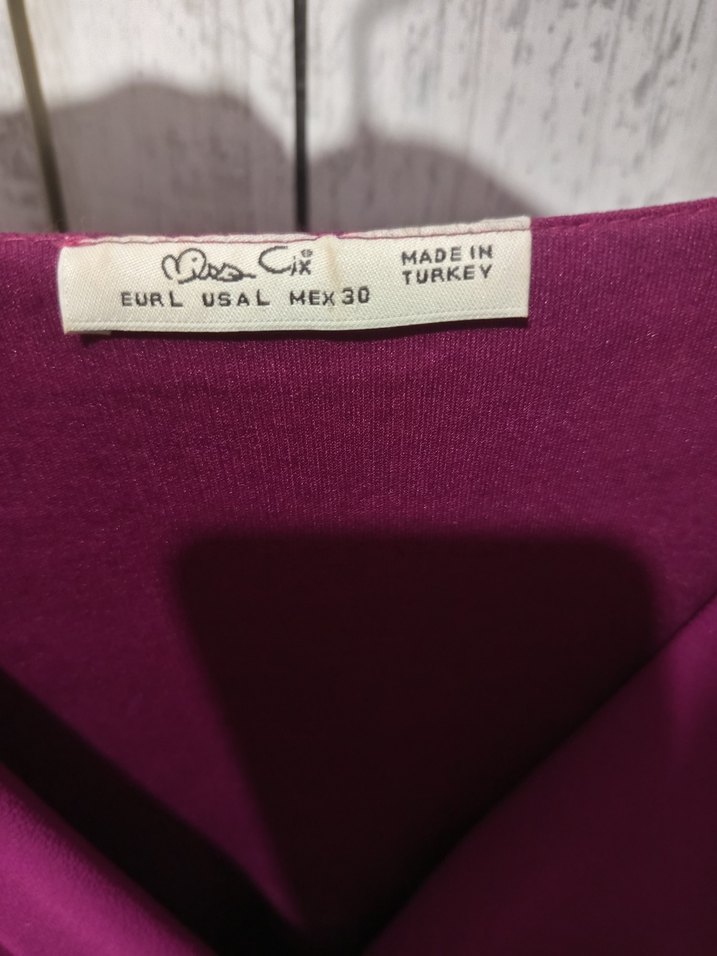 Miss Cix®
EUR L USA L MEX 30
MADE IN
TURKEY